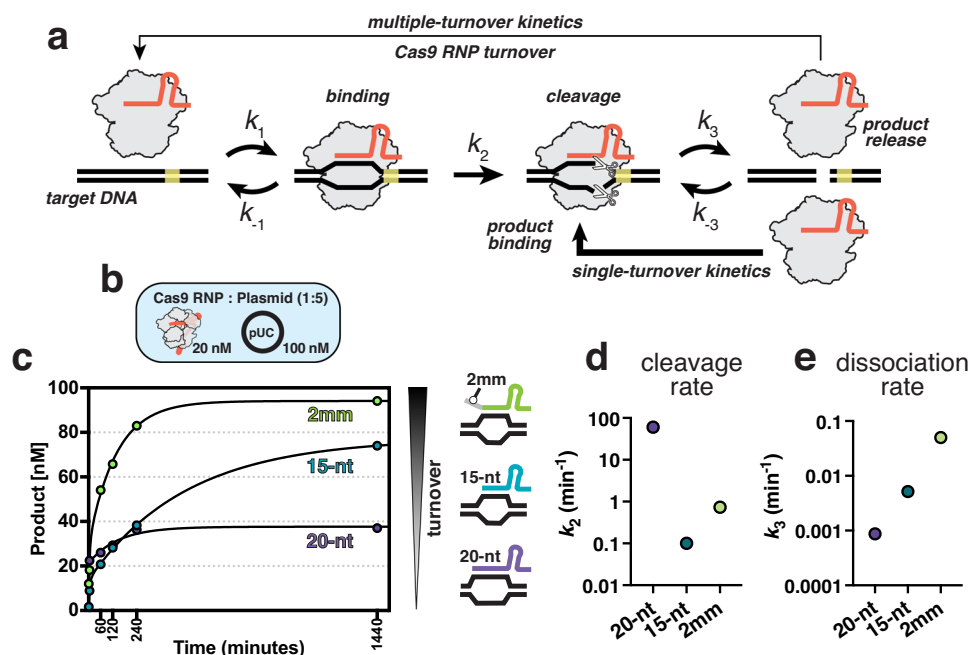 a
multiple-turnover kinetics
Cas9 RNP turnover
binding
cleavage
k1
k-1
k2
k3
k-3
product
release
target DNA
product
binding
single-turnover kinetics
b
Cas9 RNP : Plasmid (1:5)
20 nM
pUC
100 nM
c
Product [nM]
100
80
60
40
20
0
2mm
15-nt
20-nt
60
120
240
1440
Time (minutes)
turnover
2mm
15-nt
20-nt
d
cleavage
rate
k2 (min-1)
100
10
1
0.1
0.01
20-nt
15-nt
2mm
e
dissociation
rate
k3 (min-1)
0.1
0.01
0.001
0.0001
20-nt
15-nt
2mm